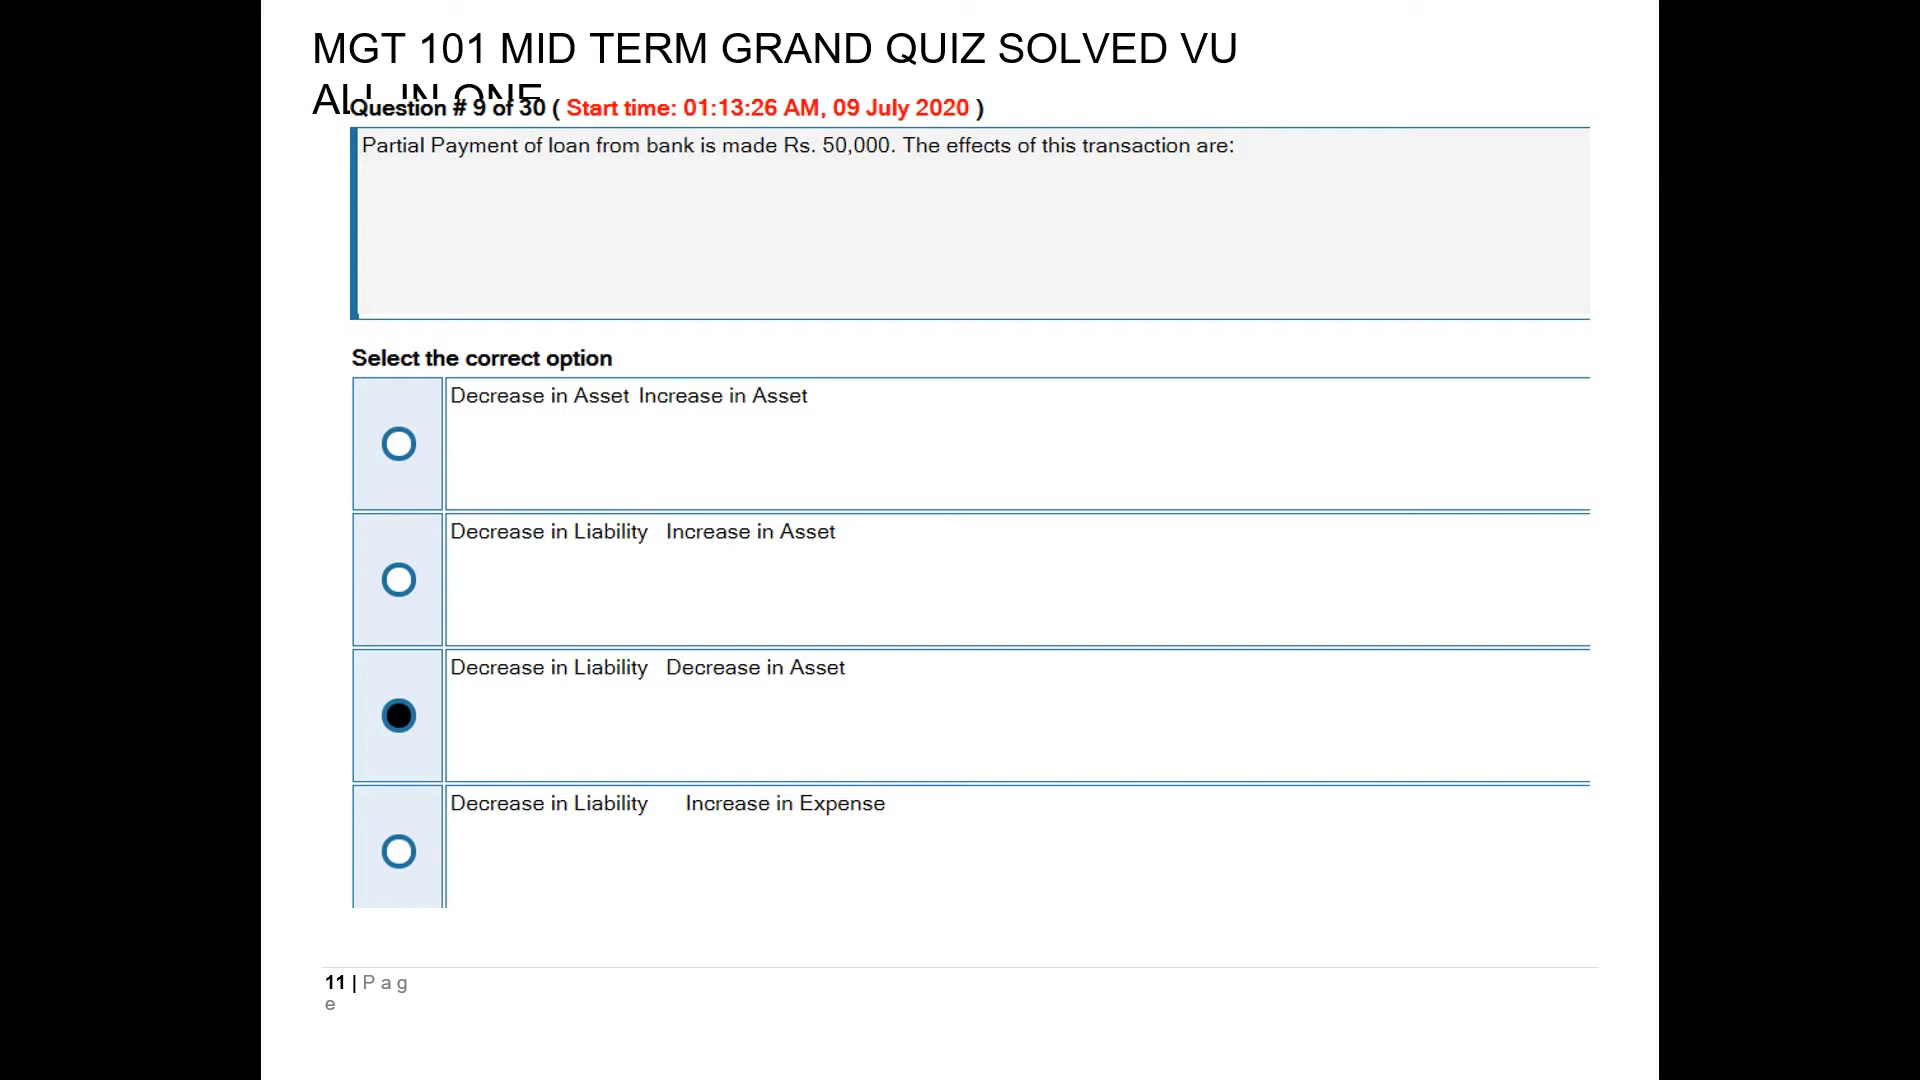 MGT 101 MID TERM GRAND QUIZ SOLVED VU
ALL IN ONE
Question # 9 of 30 ( Start time: 01:13:26 AM, 09 July 2020 )
Partial Payment of loan from bank is made Rs. 50,000. The effects of this transaction are:
Select the correct option
Decrease in Asset Increase in Asset
Decrease in Liability Increase in Asset
Decrease in Liability Decrease in Asset
Decrease in Liability Increase in Expense
11 | P a g
e